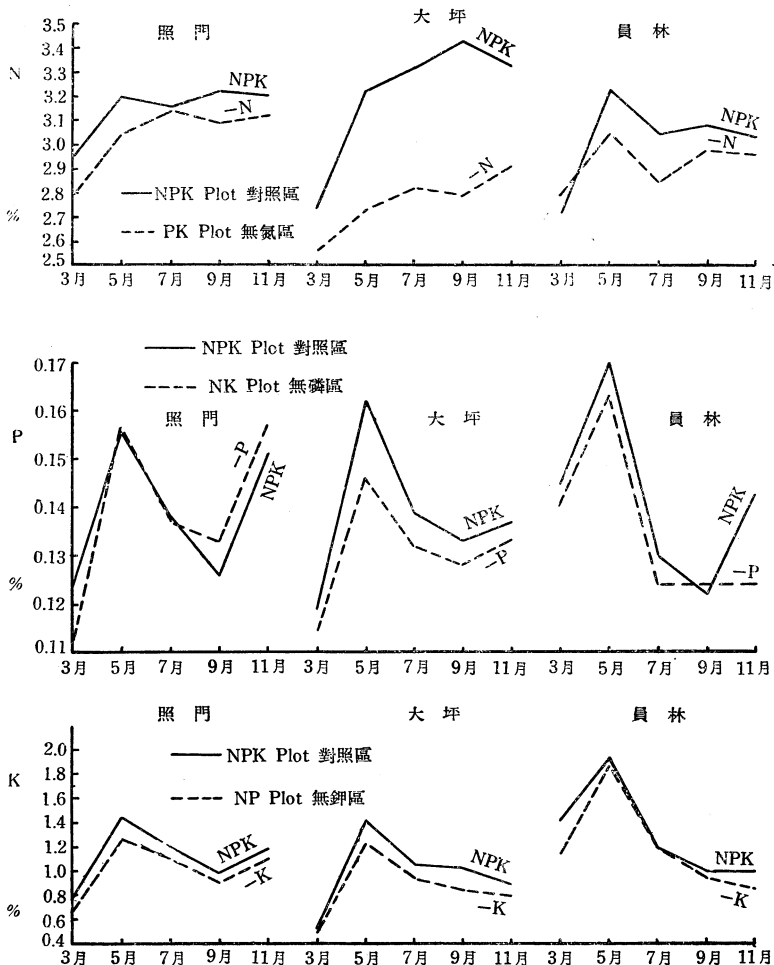 照門
大坪
員林
N
%
3.5
3.4
3.3
3.2
3.1
3.0
2.9
2.8
2.7
2.6
2.5
NPK
-N
NPK
-N
NPK
-N
NPK Plot 對照區
PK Plot 無氮區
3月 5月 7月 9月 11月
3月 5月 7月 9月 11月
3月 5月 7月 9月 11月
NPK Plot 對照區
NK Plot 無磷區
照門
大坪
員林
P
%
0.17
0.16
0.15
0.14
0.13
0.12
0.11
-P
NPK
NPK
-P
NPK
-P
3月 5月 7月 9月 11月
3月 5月 7月 9月 11月
3月 5月 7月 9月 11月
照門
大坪
員林
NPK Plot 對照區
NP Plot 無鉀區
K
%
2.0
1.8
1.6
1.4
1.2
1.0
0.8
0.6
0.4
NPK
-K
NPK
-K
NPK
-K
3月 5月 7月 9月 11月
3月 5月 7月 9月 11月
3月 5月 7月 9月 11月